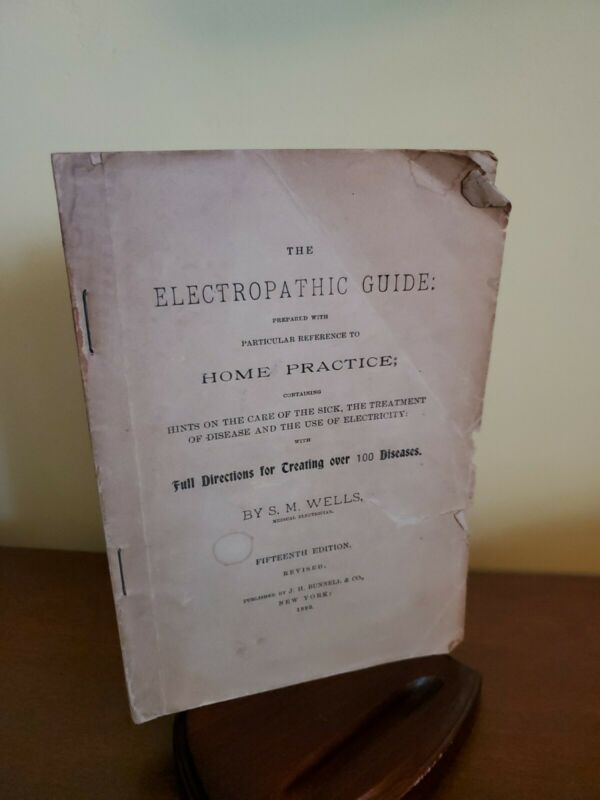 THE
ELECTROPATHIC GUIDE:
PREPARED WITH
PARTICULAR REFERENCE TO
HOME PRACTICE;
CONTAINING
HINTS ON THE CARE OF THE SICK, THE TREATMENT
OF DISEASE AND THE USE OF ELECTRICITY:
WITH
Full Directions for Treating over 100 Diseases.
BY S. M. WELLS,
MEDICAL ELECTRICIAN.
FIFTEENTH EDITION,
REVISED,
PUBLISHED BY J. H. BUNNELL & CO.,
NEW YORK: